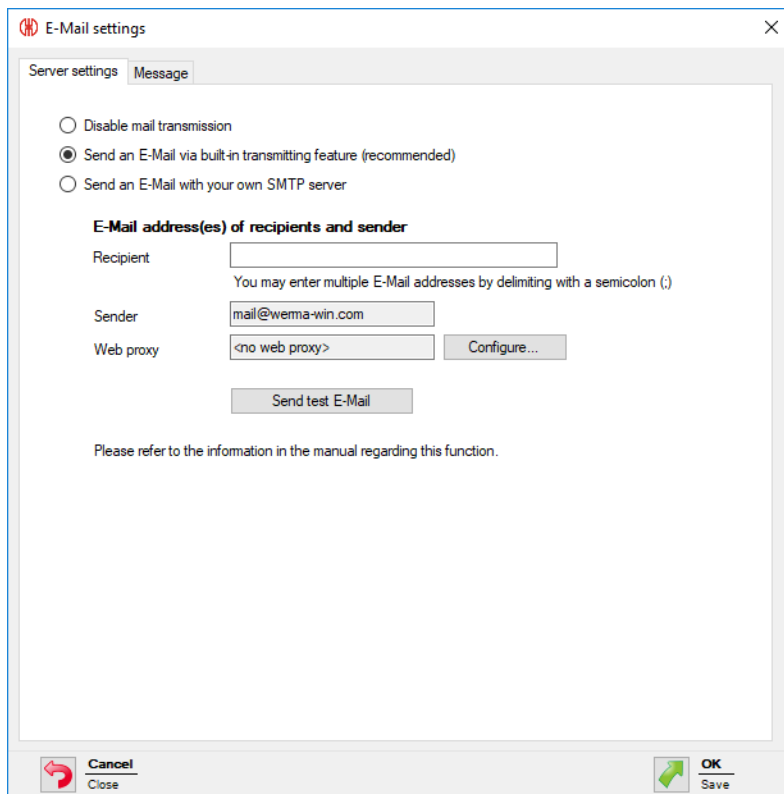 E-Mail settings
Server settings Message
Disable mail transmission
Send an E-Mail via built-in transmitting feature (recommended)
Send an E-Mail with your own SMTP server
E-Mail address(es) of recipients and sender
Recipient
You may enter multiple E-Mail addresses by delimiting with a semicolon (;)
Sender mail@werma-win.com
Web proxy <no web proxy> Configure...
Send test E-Mail
Please refer to the information in the manual regarding this function.
Cancel OK
Close Save